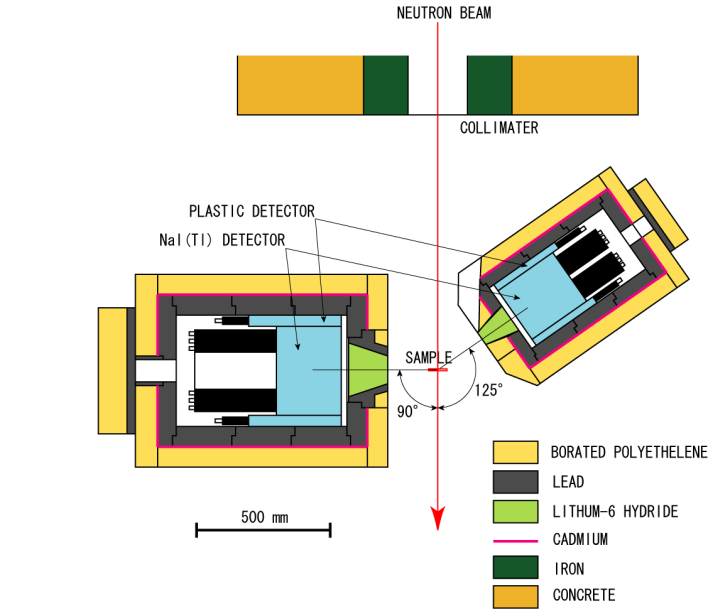 NEUTRON BEAM
COLLIMATER
PLASTIC DETECTOR
NaI(Tl) DETECTOR
SAMPLE
125°
90°
500 mm
BORATED POLYETHELENE
LEAD
LITHUM-6 HYDRIDE
CADMIUM
IRON
CONCRETE